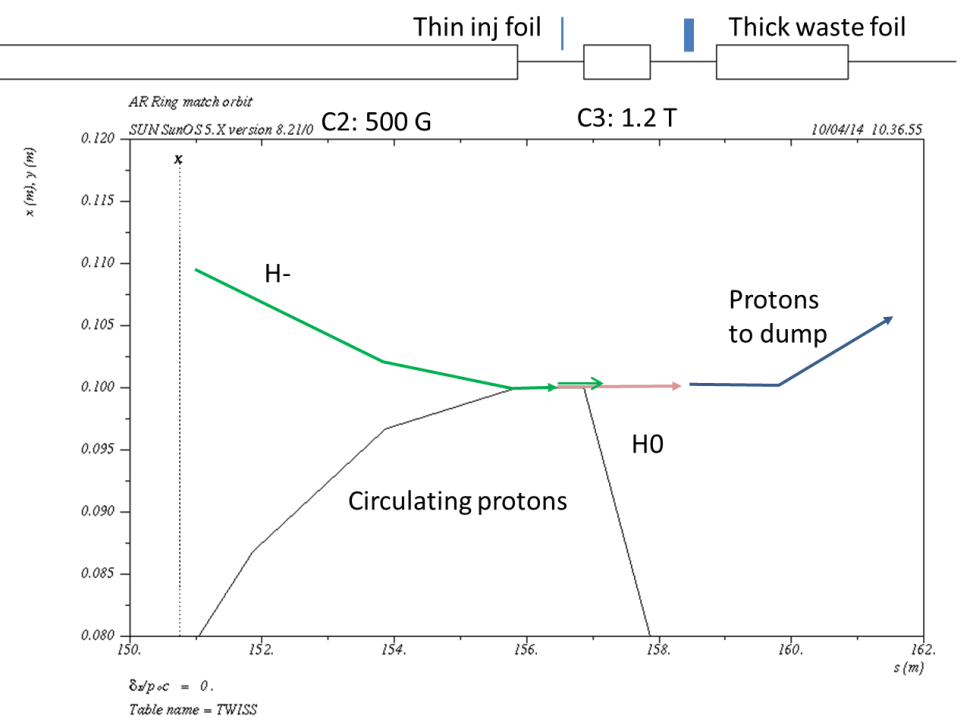 Thin inj foil
Thick waste foil
AR Ring match orbit
SUN SunOS 5.X version 8.21/0
C2: 500 G
C3: 1.2 T
10/04/14 10.36.55
x (m), y (m)
0.120
x
0.115
0.110
H-
0.105
Protons
to dump
0.100
0.095
H0
0.090
Circulating protons
0.085
0.080
150. 152. 154. 156. 158. 160. 162.
s (m)
δε/p₀c = 0.
Table name = TWISS